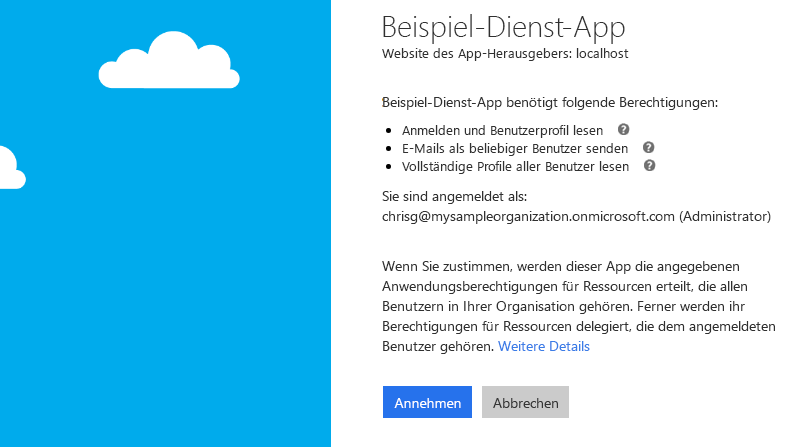 Beispiel-Dienst-App
Website des App-Herausgebers: localhost
Beispiel-Dienst-App benötigt folgende Berechtigungen:
Anmelden und Benutzerprofil lesen
E-Mails als beliebiger Benutzer senden
Vollständige Profile aller Benutzer lesen
Sie sind angemeldet als:
chrisg@mysampleorganization.onmicrosoft.com (Administrator)
Wenn Sie zustimmen, werden dieser App die angegebenen
Anwendungsberechtigungen für Ressourcen erteilt, die allen
Benutzern in Ihrer Organisation gehören. Ferner werden ihr
Berechtigungen für Ressourcen delegiert, die dem angemeldeten
Benutzer gehören. Weitere Details
Annehmen Abbrechen